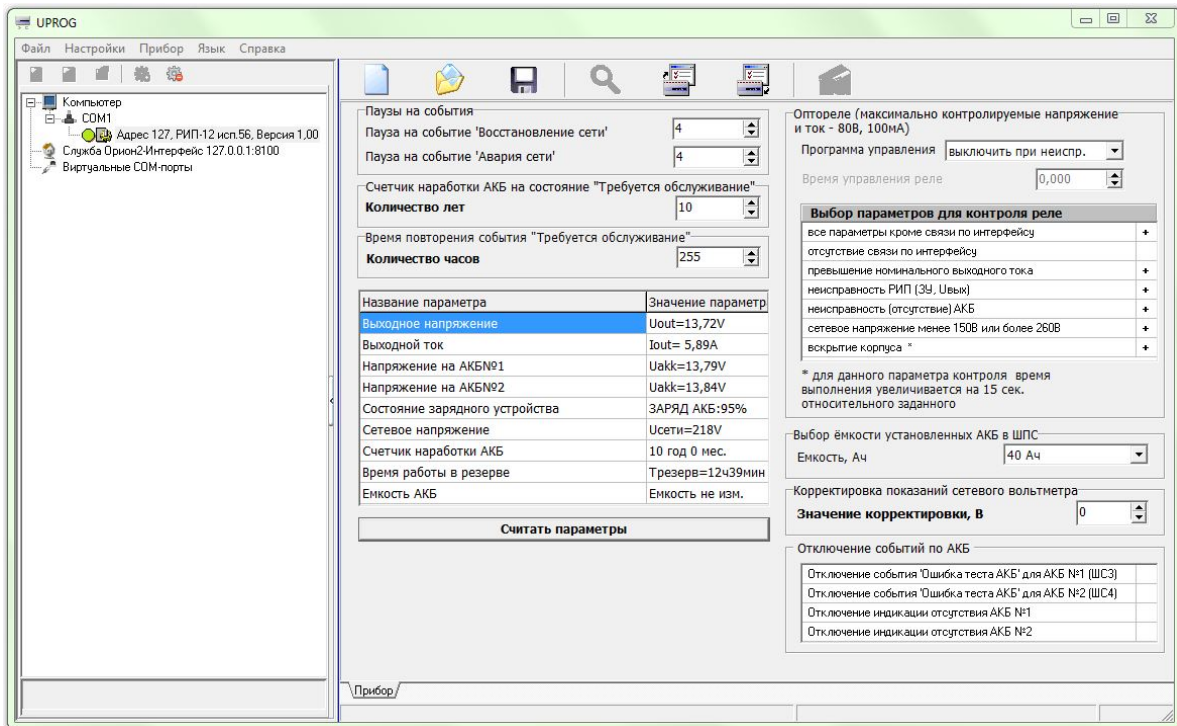 UPROG
Файл Настройки Прибор Язык Справка
Компьютер
COM1
Адрес 127, РИП-12 исп.56, Версия 1,00
Служба Орион2-Интерфейс 127.0.0.1:8100
Виртуальные COM-порты
Паузы на события
Пауза на событие 'Восстановление сети' 4
Пауза на событие 'Авария сети' 4
Счетчик наработки АКБ на состояние "Требуется обслуживание"
Количество лет 10
Время повторения события "Требуется обслуживание"
Количество часов 255
Название параметра Значение параметр
Выходное напряжение Uout=13,72V
Выходной ток Iout= 5,89A
Напряжение на АКБ№1 Uakk=13,79V
Напряжение на АКБ№2 Uakk=13,84V
Состояние зарядного устройства ЗАРЯД АКБ:95%
Сетевое напряжение Uсети=218V
Счетчик наработки АКБ 10 год 0 мес.
Время работы в резерве Tрезерв=12ч39мин
Емкость АКБ Емкость не изм.
Считать параметры
Оптореле (максимально контролируемые напряжение
и ток - 80В, 100мА)
Программа управления выключить при неиспр.
Время управления реле 0,000
Выбор параметров для контроля реле
все параметры кроме связи по интерфейсу +
отсутствие связи по интерфейсу
превышение номинального выходного тока +
неисправность РИП (ЗУ, Uвых) +
неисправность (отсутствие) АКБ +
сетевое напряжение менее 150В или более 260В +
вскрытие корпуса * +
* для данного параметра контроля время
выполнения увеличивается на 15 сек.
относительного заданного
Выбор ёмкости установленных АКБ в ШПС
Емкость, Ач 40 Ач
Корректировка показаний сетевого вольтметра
Значение корректировки, В 0
Отключение событий по АКБ
Отключение события 'Ошибка теста АКБ' для АКБ №1 (ШС3)
Отключение события 'Ошибка теста АКБ' для АКБ №2 (ШС4)
Отключение индикации отсутствия АКБ №1
Отключение индикации отсутствия АКБ №2
Прибор